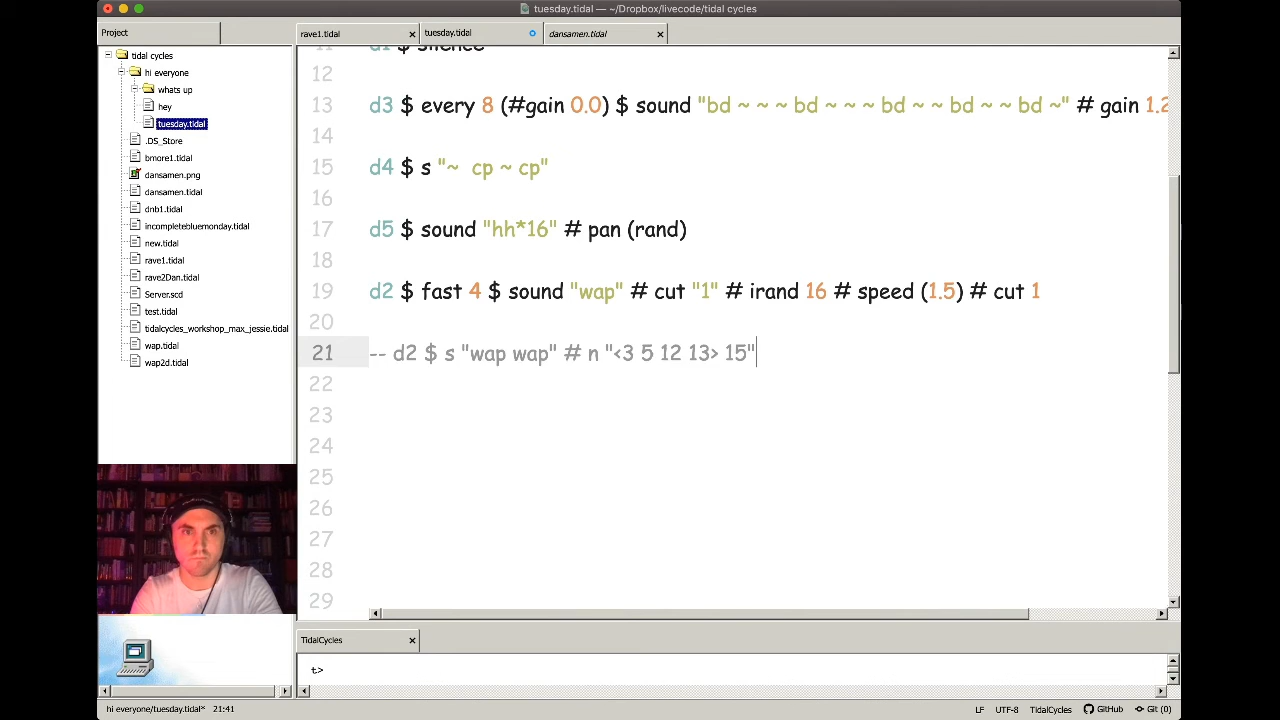 tuesday.tidal — ~/Dropbox/livecode/tidal cycles
Project
rave1.tidal
tuesday.tidal
dansamen.tidal
tidal cycles
hi everyone
whats up
hey
tuesday.tidal
.DS_Store
bmore1.tidal
dansamen.png
dansamen.tidal
dnb1.tidal
incompletebluemonday.tidal
new.tidal
rave1.tidal
rave2Dan.tidal
Server.scd
test.tidal
tidalcycles_workshop_max_jessie.tidal
wap.tidal
wap2d.tidal
11 d1 $ silence
12
13 d3 $ every 8 (#gain 0.0) $ sound "bd ~ ~ ~ bd ~ ~ ~ bd ~ ~ bd ~ ~ bd ~" # gain 1.2
14
15 d4 $ s "~  cp ~ cp"
16
17 d5 $ sound "hh*16" # pan (rand)
18
19 d2 $ fast 4 $ sound "wap" # cut "1" # irand 16 # speed (1.5) # cut 1
20
21 -- d2 $ s "wap wap" # n "<3 5 12 13> 15"
22
23
24
25
26
27
28
29
TidalCycles
t>
hi everyone/tuesday.tidal* 21:41
LF UTF-8 TidalCycles GitHub Git (0)